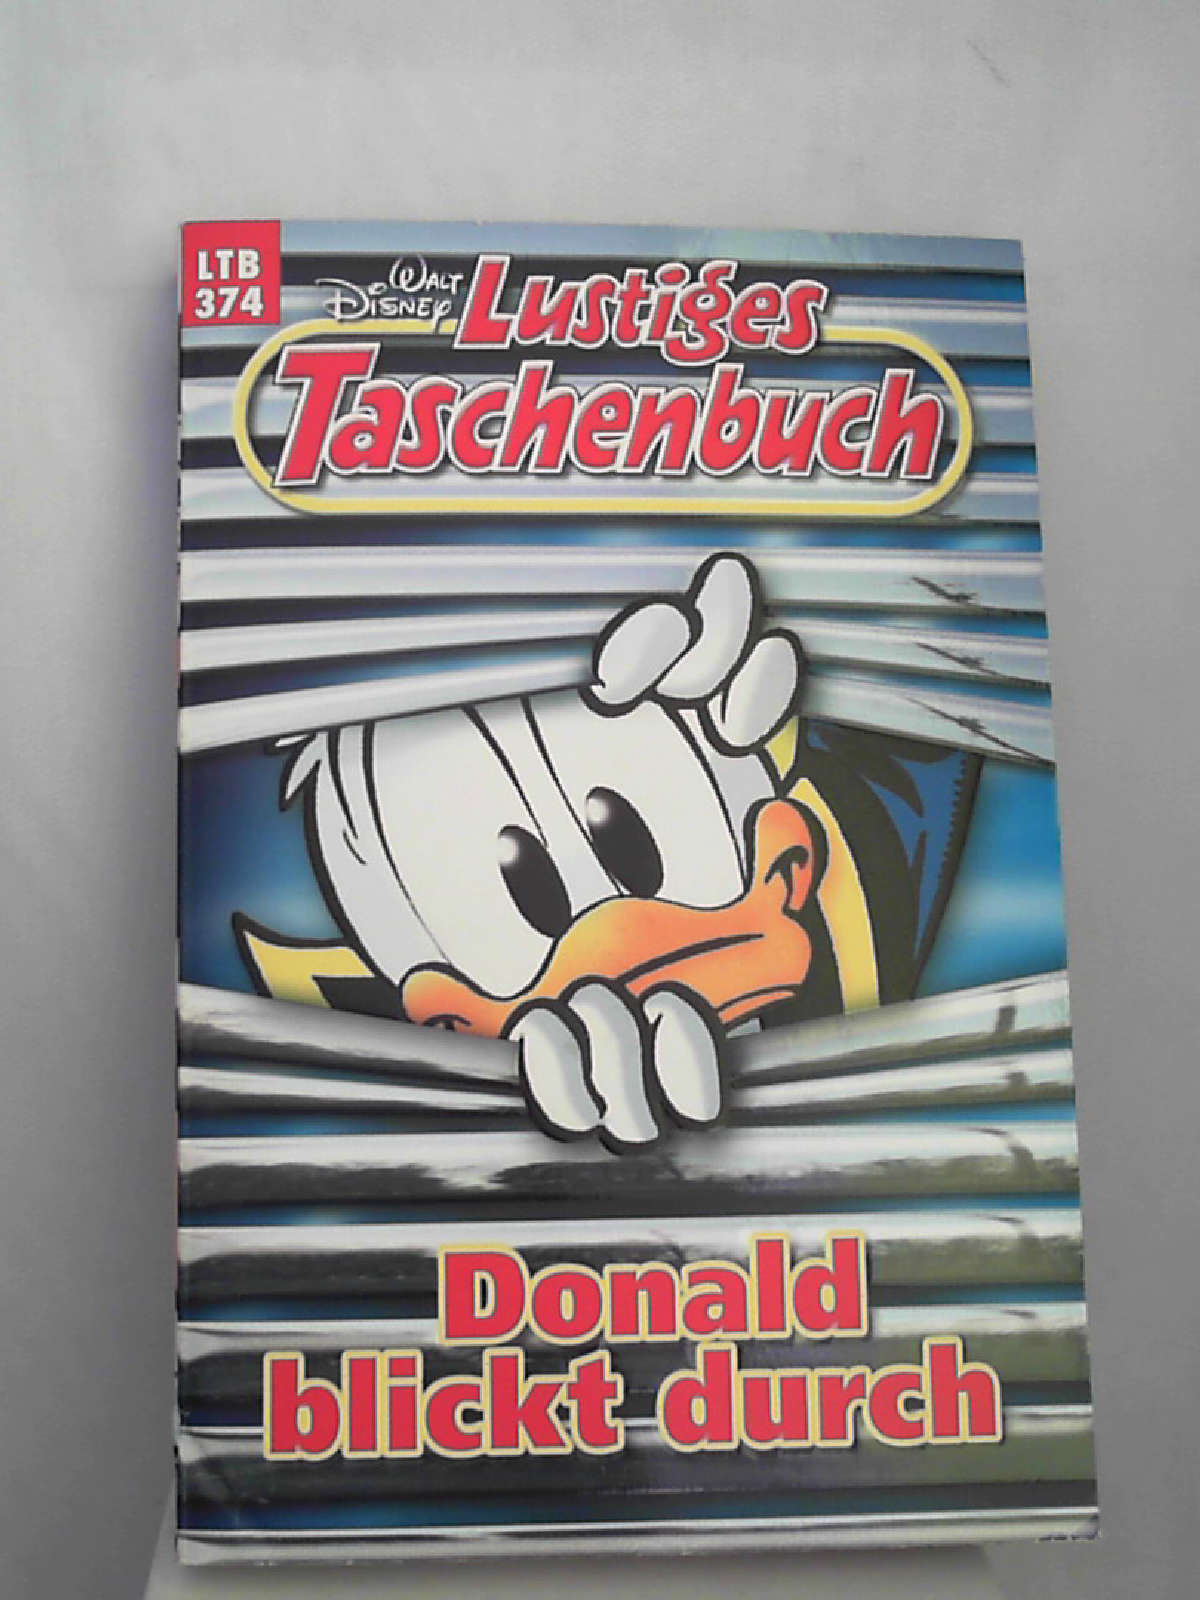 LTB
374
Walt Disney
Lustiges
Taschenbuch
Donald
blickt durch